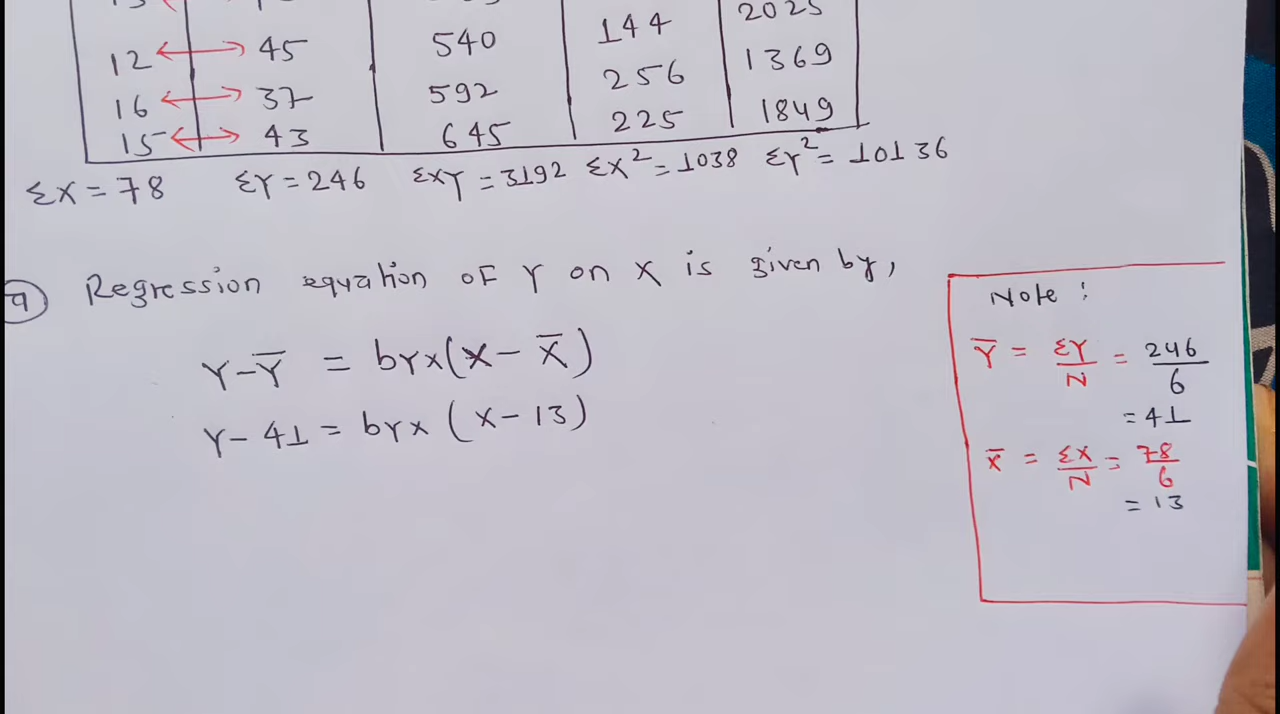 2025
12 ↔ 45 540 144
16 ↔ 37 592 256 1369
15 ↔ 43 645 225 1849
ΣX = 78 ΣY = 246 ΣXY = 3192 ΣX² = 1038 ΣY² = 10136
a Regression equation of Y on X is given by,
Y - Y̅ = bYX(X - X̅)
Y - 41 = bYX (X - 13)
Note :
Y̅ = ΣY/N = 246/6
= 41
X̅ = ΣX/N = 78/6
= 13